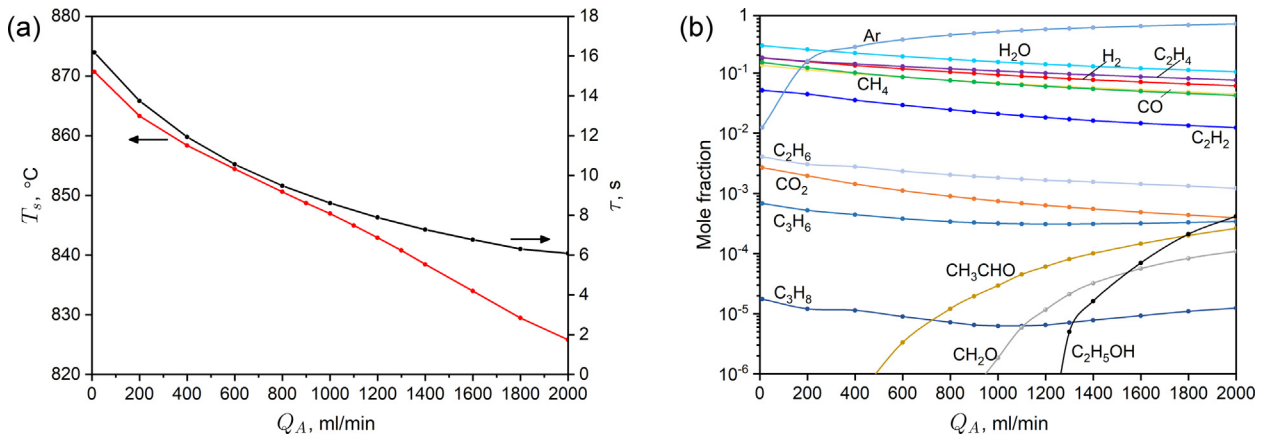 (a)
880
870
860
850
840
830
820
T_s, °C
18
16
14
12
10
8
6
4
2
0
τ, s
0 200 400 600 800 1000 1200 1400 1600 1800 2000
Q_A, ml/min
(b)
1
10⁻¹
10⁻²
10⁻³
10⁻⁴
10⁻⁵
10⁻⁶
Mole fraction
Ar
H₂O
H₂
C₂H₄
CH₄
CO
C₂H₂
C₂H₆
CO₂
C₃H₆
CH₃CHO
C₃H₈
CH₂O
C₂H₅OH
0 200 400 600 800 1000 1200 1400 1600 1800 2000
Q_A, ml/min